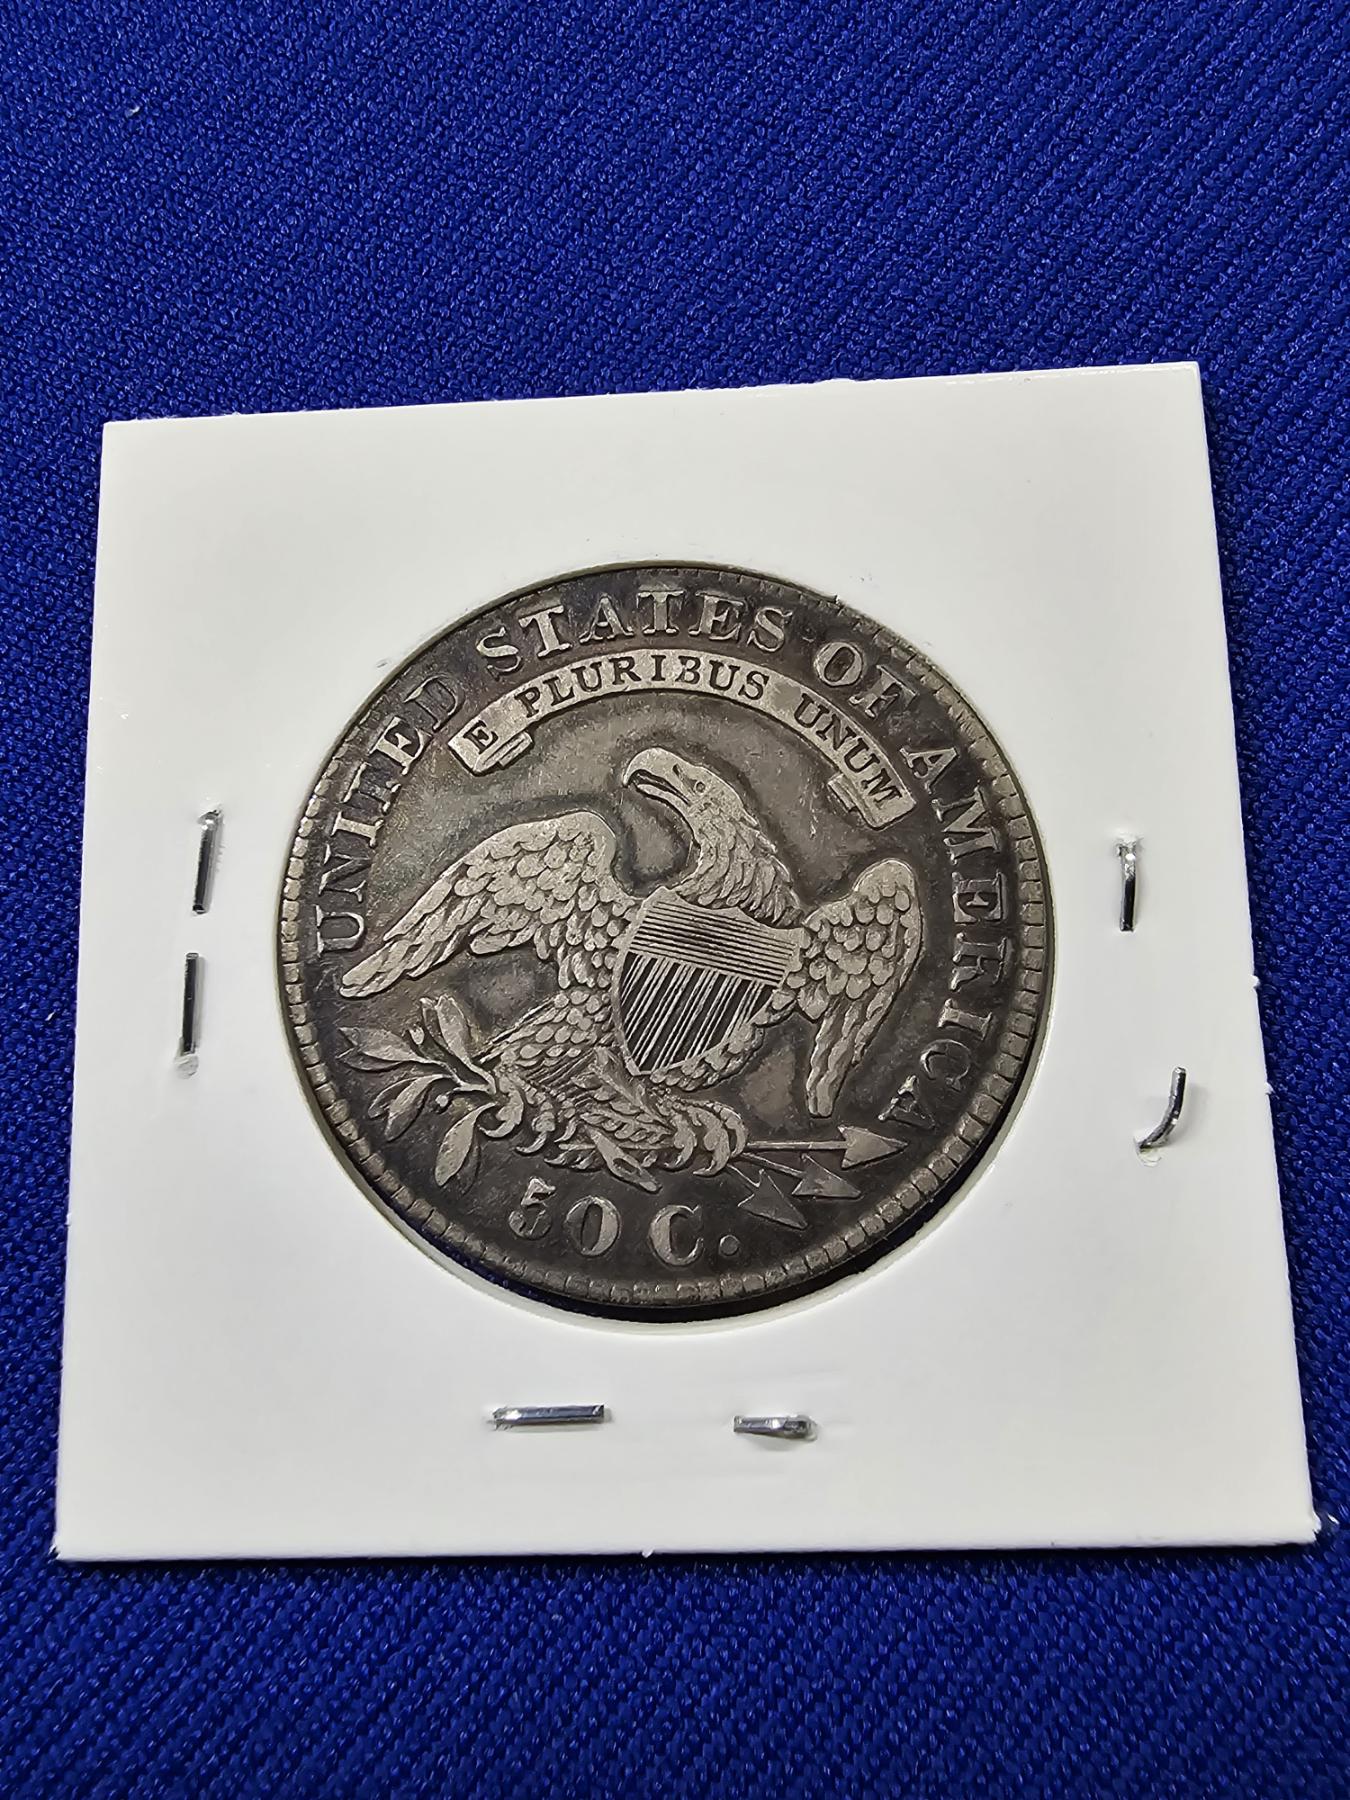 UNITED STATES OF AMERICA
E PLURIBUS UNUM
50 C.